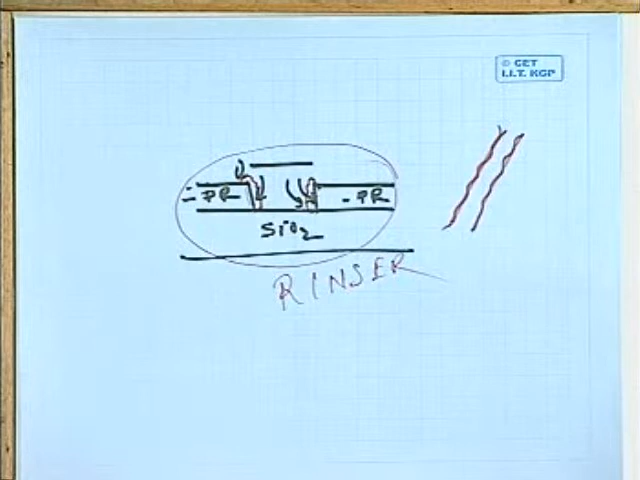 © CET
I.I.T. KGP
= PR
- PR
SiO2
RINSER